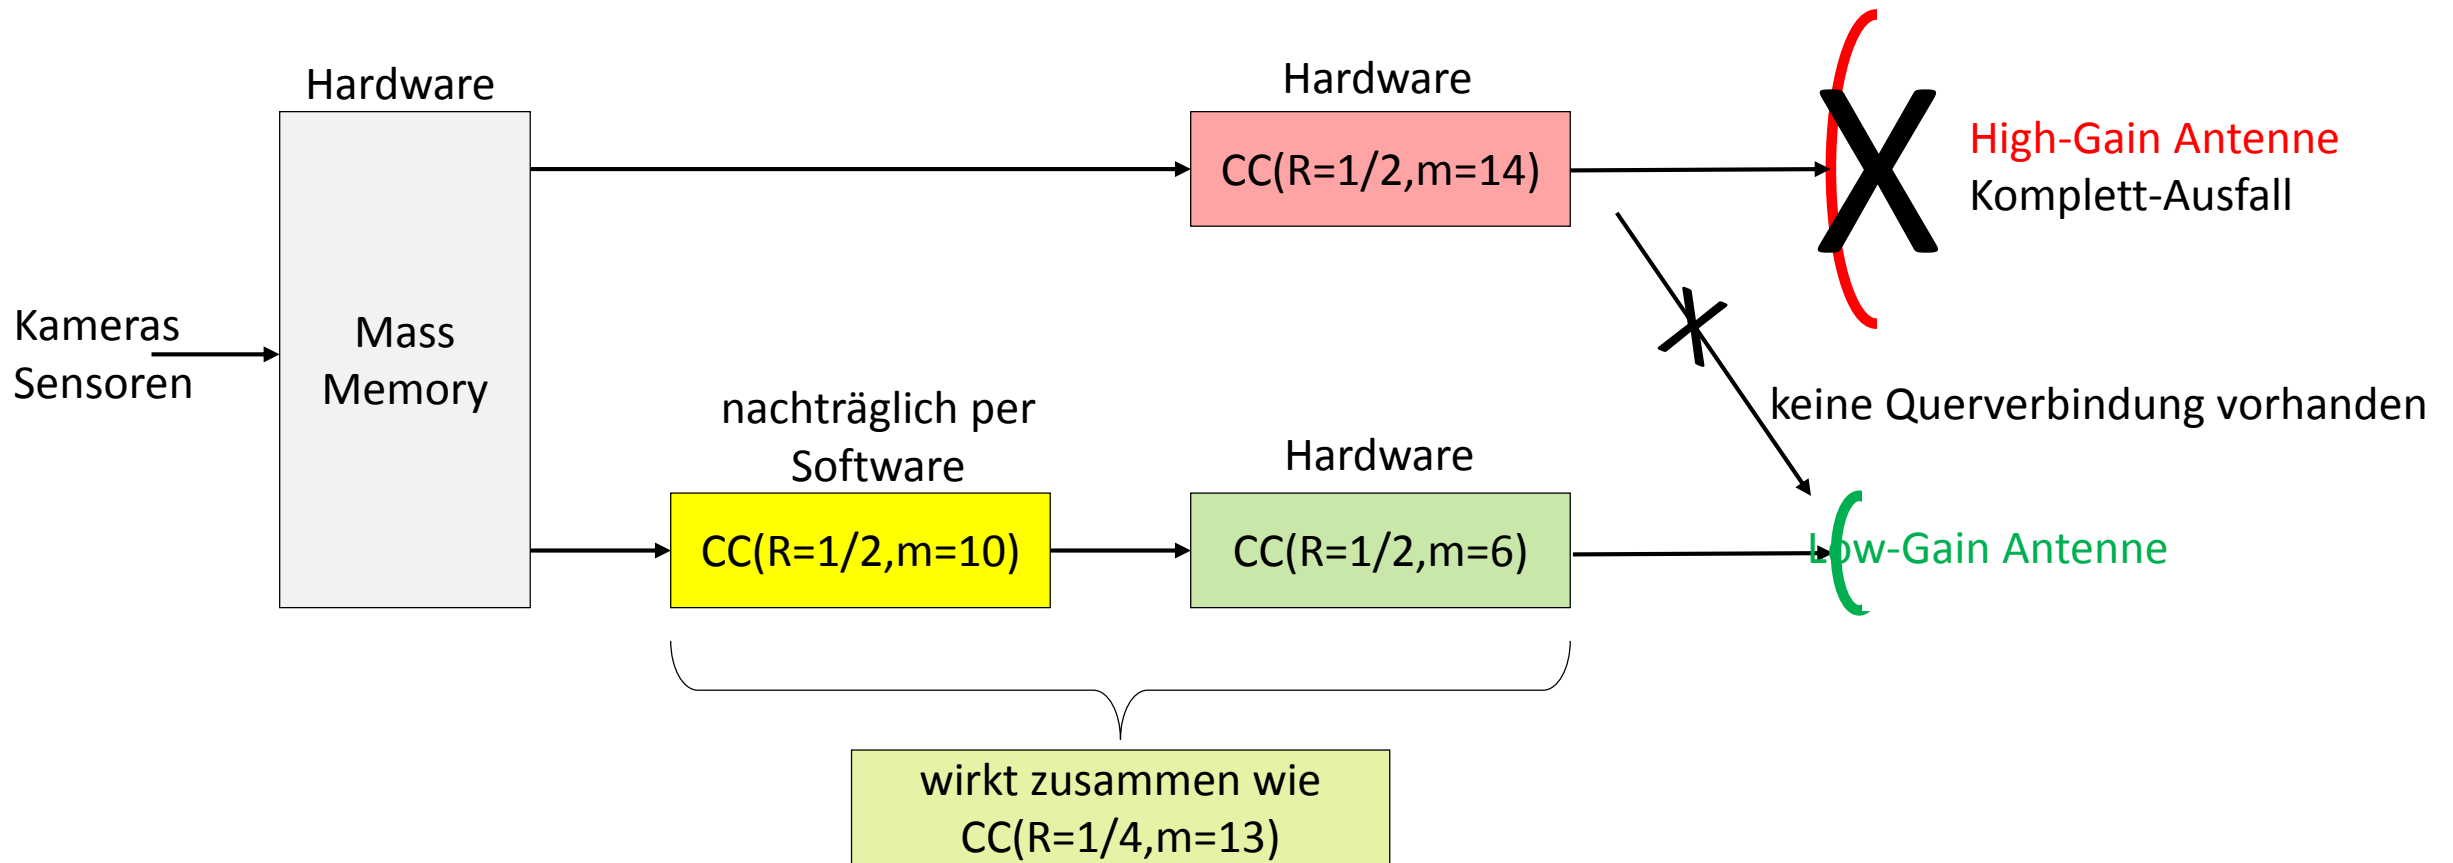 Hardware
Hardware
CC(R=1/2,m=14)
High-Gain Antenne
Komplett-Ausfall
Kameras
Sensoren
Mass
Memory
nachträglich per
Software
Hardware
keine Querverbindung vorhanden
CC(R=1/2,m=10)
CC(R=1/2,m=6)
Low-Gain Antenne
wirkt zusammen wie
CC(R=1/4,m=13)